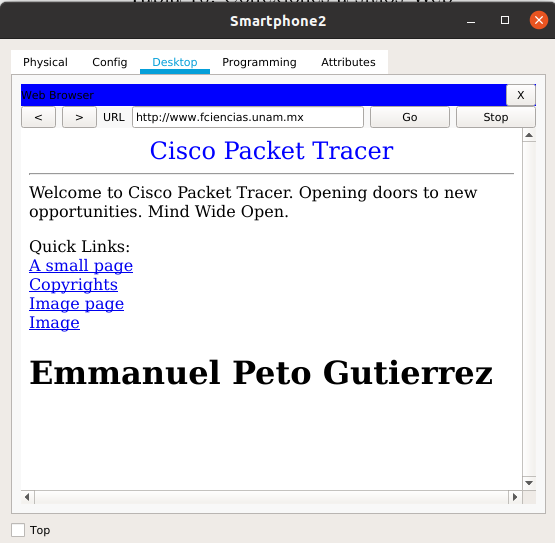 Smartphone2
Physical Config Desktop Programming Attributes
Web Browser X
< > URL http://www.fciencias.unam.mx Go Stop
Cisco Packet Tracer
Welcome to Cisco Packet Tracer. Opening doors to new
opportunities. Mind Wide Open.
Quick Links:
A small page
Copyrights
Image page
Image
Emmanuel Peto Gutierrez
Top